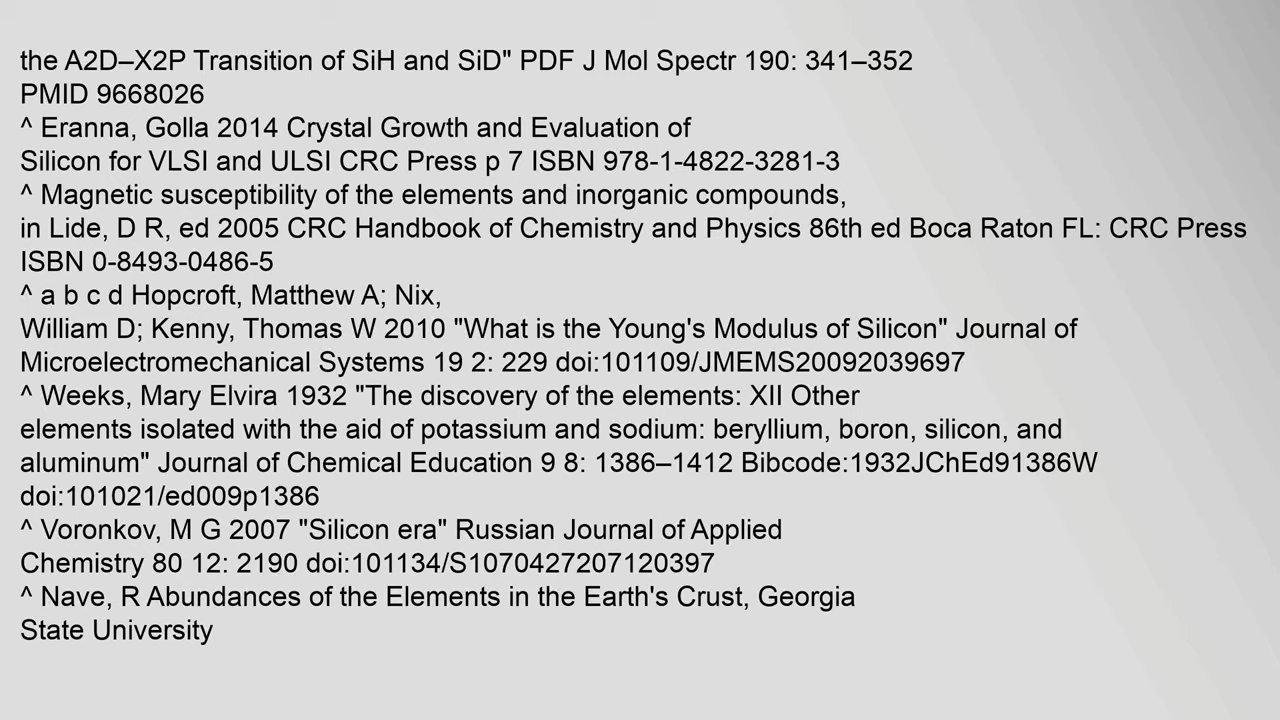 the A2D–X2P Transition of SiH and SiD" PDF J Mol Spectr 190: 341–352
PMID 9668026
^ Eranna, Golla 2014 Crystal Growth and Evaluation of
Silicon for VLSI and ULSI CRC Press p 7 ISBN 978-1-4822-3281-3
^ Magnetic susceptibility of the elements and inorganic compounds,
in Lide, D R, ed 2005 CRC Handbook of Chemistry and Physics 86th ed Boca Raton FL: CRC Press
ISBN 0-8493-0486-5
^ a b c d Hopcroft, Matthew A; Nix,
William D; Kenny, Thomas W 2010 "What is the Young's Modulus of Silicon" Journal of
Microelectromechanical Systems 19 2: 229 doi:101109/JMEMS20092039697
^ Weeks, Mary Elvira 1932 "The discovery of the elements: XII Other
elements isolated with the aid of potassium and sodium: beryllium, boron, silicon, and
aluminum" Journal of Chemical Education 9 8: 1386–1412 Bibcode:1932JChEd91386W
doi:101021/ed009p1386
^ Voronkov, M G 2007 "Silicon era" Russian Journal of Applied
Chemistry 80 12: 2190 doi:101134/S1070427207120397
^ Nave, R Abundances of the Elements in the Earth's Crust, Georgia
State University